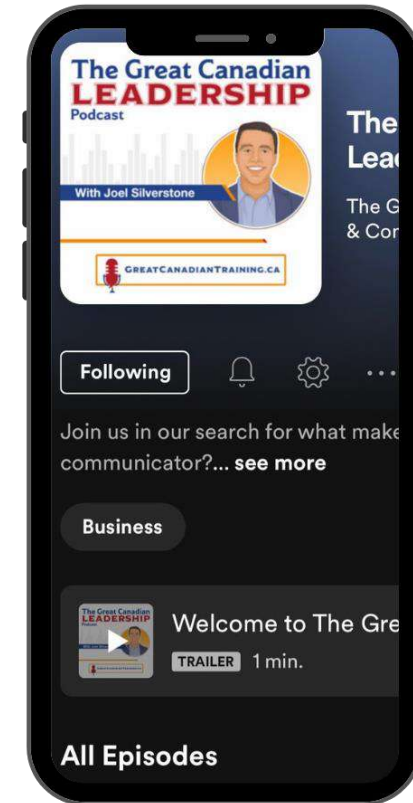 The Great Canadian
LEADERSHIP
Podcast
With Joel Silverstone
GREATCANADIANTRAINING.CA
The
Lea
The G
& Cor
Following
Join us in our search for what make
communicator?... see more
Business
The Great Canadian
LEADERSHIP
Welcome to The Gre
TRAILER 1 min.
All Episodes